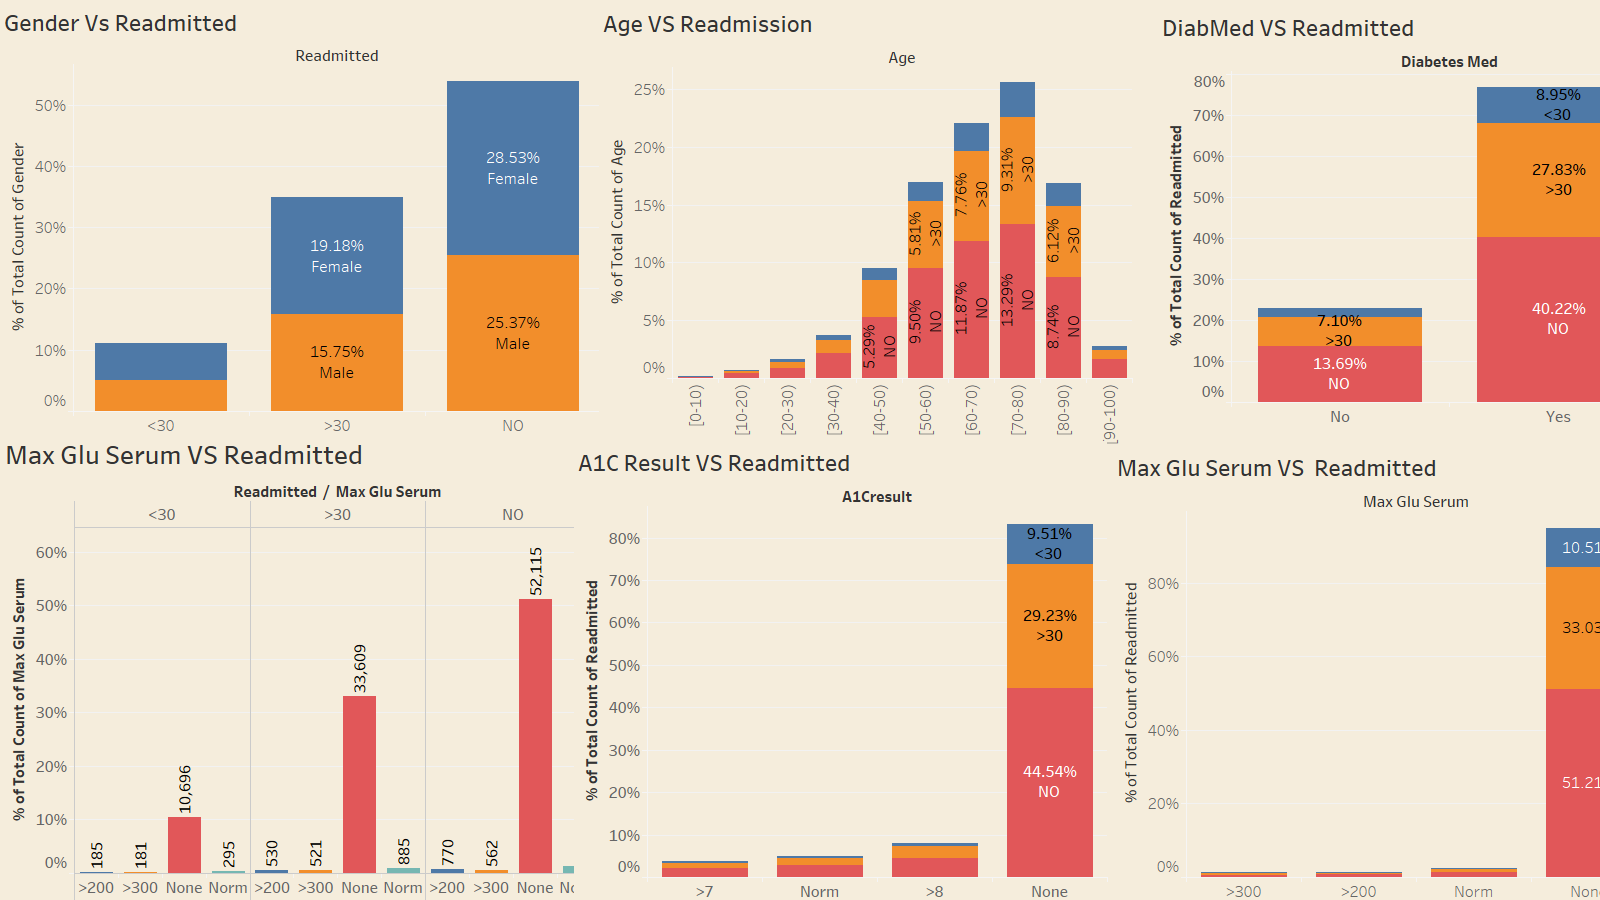 Gender Vs Readmitted
Readmitted
% of Total Count of Gender
50%
40%
30%
20%
10%
0%
28.53%
Female
19.18%
Female
25.37%
Male
15.75%
Male
<30
>30
NO
Age VS Readmission
Age
% of Total Count of Age
25%
20%
15%
10%
5%
0%
5.29%
NO
5.81%
>30
9.50%
NO
7.76%
>30
11.87%
NO
9.31%
>30
13.29%
NO
6.12%
>30
8.74%
NO
[0-10)
[10-20)
[20-30)
[30-40)
[40-50)
[50-60)
[60-70)
[70-80)
[80-90)
[90-100)
DiabMed VS Readmitted
Diabetes Med
% of Total Count of Readmitted
80%
70%
60%
50%
40%
30%
20%
10%
0%
7.10%
>30
13.69%
NO
8.95%
<30
27.83%
>30
40.22%
NO
No
Yes
Max Glu Serum VS Readmitted
Readmitted / Max Glu Serum
<30
>30
NO
% of Total Count of Max Glu Serum
60%
50%
40%
30%
20%
10%
0%
185
181
10,696
295
530
521
33,609
885
770
562
52,115
>200 >300 None Norm >200 >300 None Norm >200 >300 None
A1C Result VS Readmitted
A1Cresult
% of Total Count of Readmitted
80%
70%
60%
50%
40%
30%
20%
10%
0%
9.51%
<30
29.23%
>30
44.54%
NO
>7
Norm
>8
None
Max Glu Serum VS Readmitted
Max Glu Serum
% of Total Count of Readmitted
80%
60%
40%
20%
0%
10.51
33.03
51.21
>300
>200
Norm